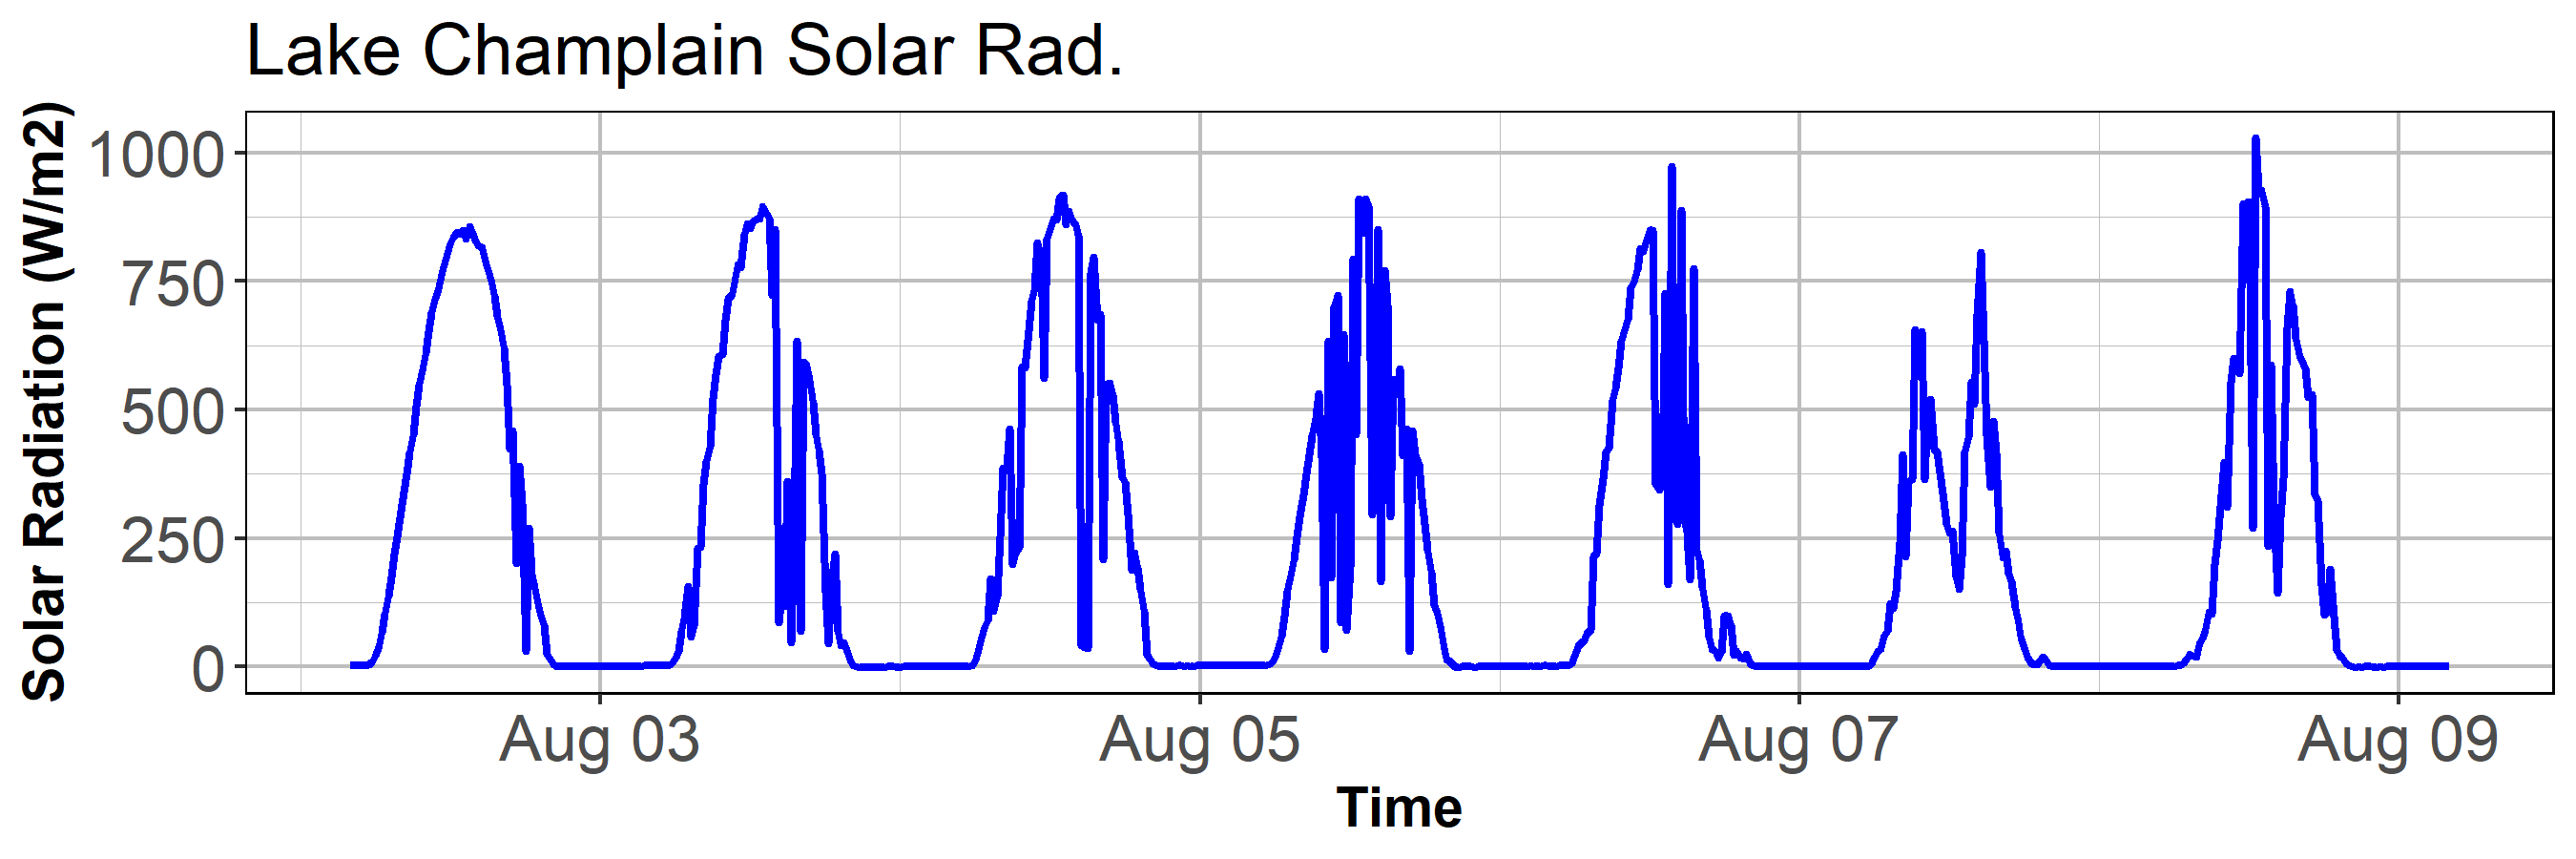 Lake Champlain Solar Rad.
Solar Radiation (W/m2)
1000
750
500
250
0
Aug 03 Aug 05 Aug 07 Aug 09
Time